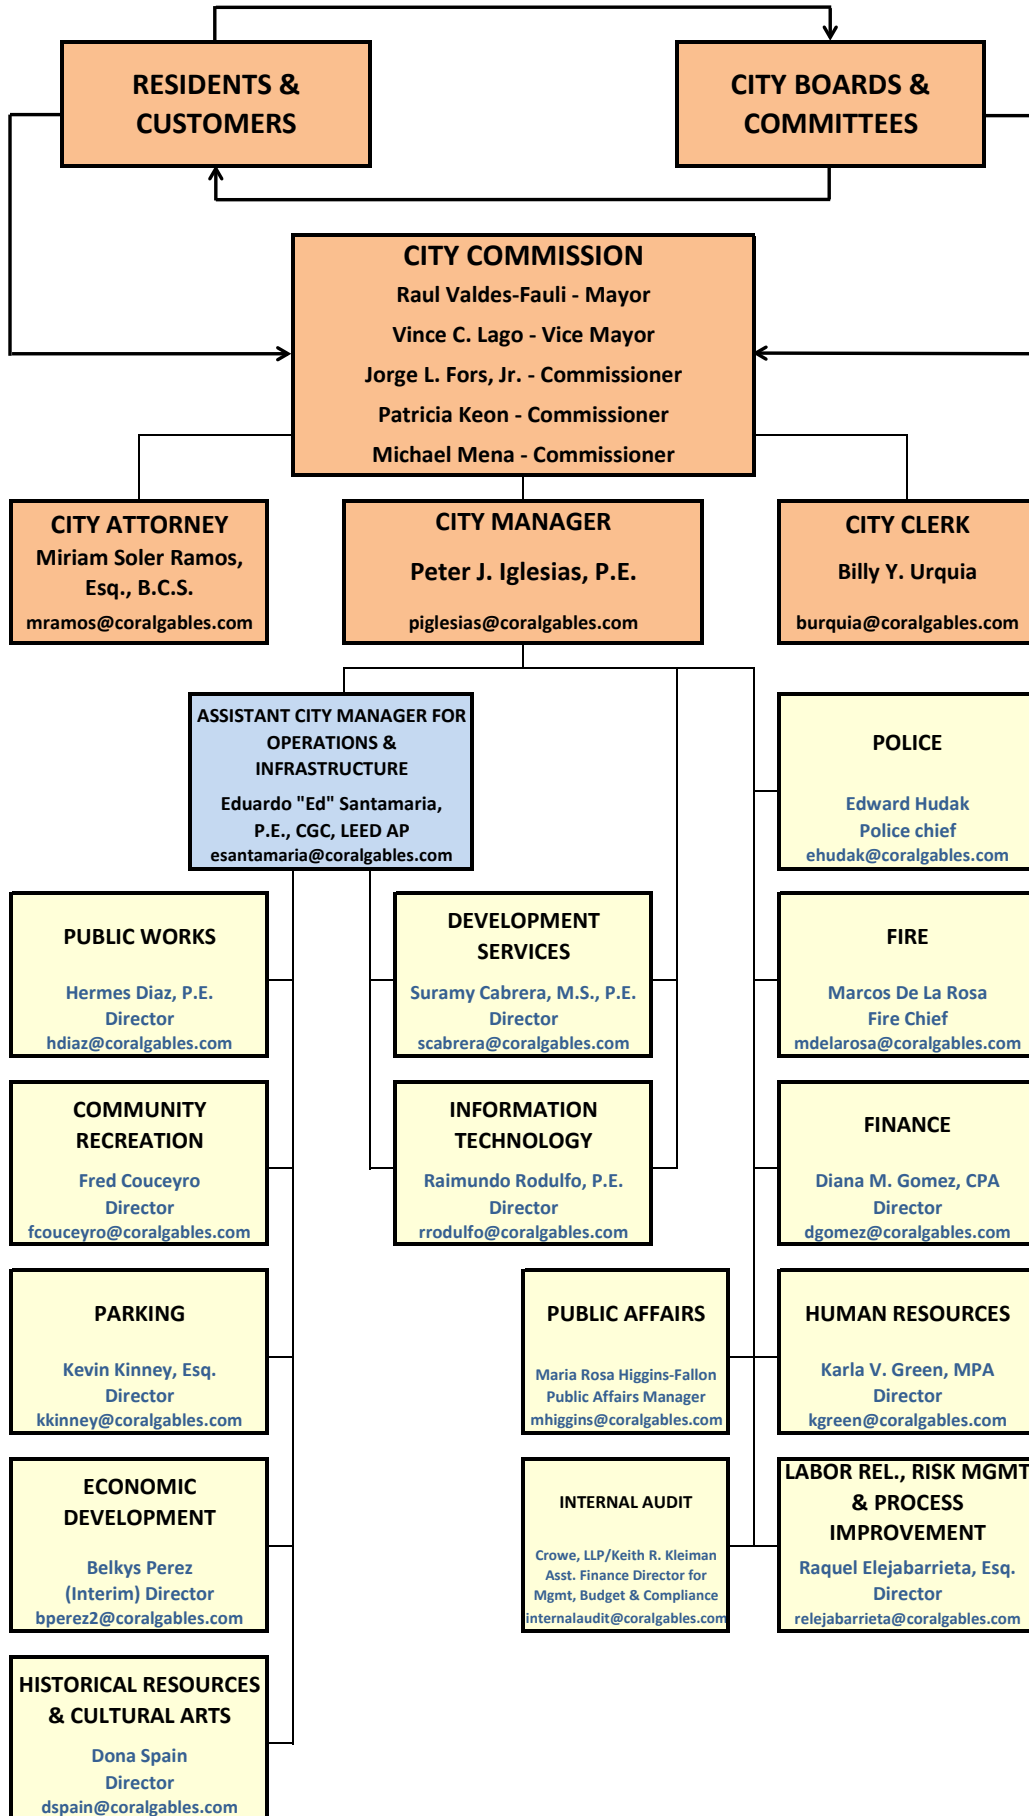 RESIDENTS &
CUSTOMERS
CITY BOARDS &
COMMITTEES
CITY COMMISSION
Raul Valdes-Fauli - Mayor
Vince C. Lago - Vice Mayor
Jorge L. Fors, Jr. - Commissioner
Patricia Keon - Commissioner
Michael Mena - Commissioner
CITY ATTORNEY
Miriam Soler Ramos,
Esq., B.C.S.
mramos@coralgables.com
CITY MANAGER
Peter J. Iglesias, P.E.
piglesias@coralgables.com
CITY CLERK
Billy Y. Urquia
burquia@coralgables.com
ASSISTANT CITY MANAGER FOR
OPERATIONS &
INFRASTRUCTURE
Eduardo "Ed" Santamaria,
P.E., CGC, LEED AP
esantamaria@coralgables.com
POLICE
Edward Hudak
Police chief
ehudak@coralgables.com
PUBLIC WORKS
Hermes Diaz, P.E.
Director
hdiaz@coralgables.com
DEVELOPMENT
SERVICES
Suramy Cabrera, M.S., P.E.
Director
scabrera@coralgables.com
FIRE
Marcos De La Rosa
Fire Chief
mdelarosa@coralgables.com
COMMUNITY
RECREATION
Fred Couceyro
Director
fcouceyro@coralgables.com
INFORMATION
TECHNOLOGY
Raimundo Rodulfo, P.E.
Director
rrodulfo@coralgables.com
FINANCE
Diana M. Gomez, CPA
Director
dgomez@coralgables.com
PARKING
Kevin Kinney, Esq.
Director
kkinney@coralgables.com
PUBLIC AFFAIRS
Maria Rosa Higgins-Fallon
Public Affairs Manager
mhiggins@coralgables.com
HUMAN RESOURCES
Karla V. Green, MPA
Director
kgreen@coralgables.com
ECONOMIC
DEVELOPMENT
Belkys Perez
(Interim) Director
bperez2@coralgables.com
INTERNAL AUDIT
Crowe, LLP/Keith R. Kleiman
Asst. Finance Director for
Mgmt, Budget & Compliance
internalaudit@coralgables.com
LABOR REL., RISK MGMT
& PROCESS
IMPROVEMENT
Raquel Elejabarrieta, Esq.
Director
relejabarrieta@coralgables.com
HISTORICAL RESOURCES
& CULTURAL ARTS
Dona Spain
Director
dspain@coralgables.com